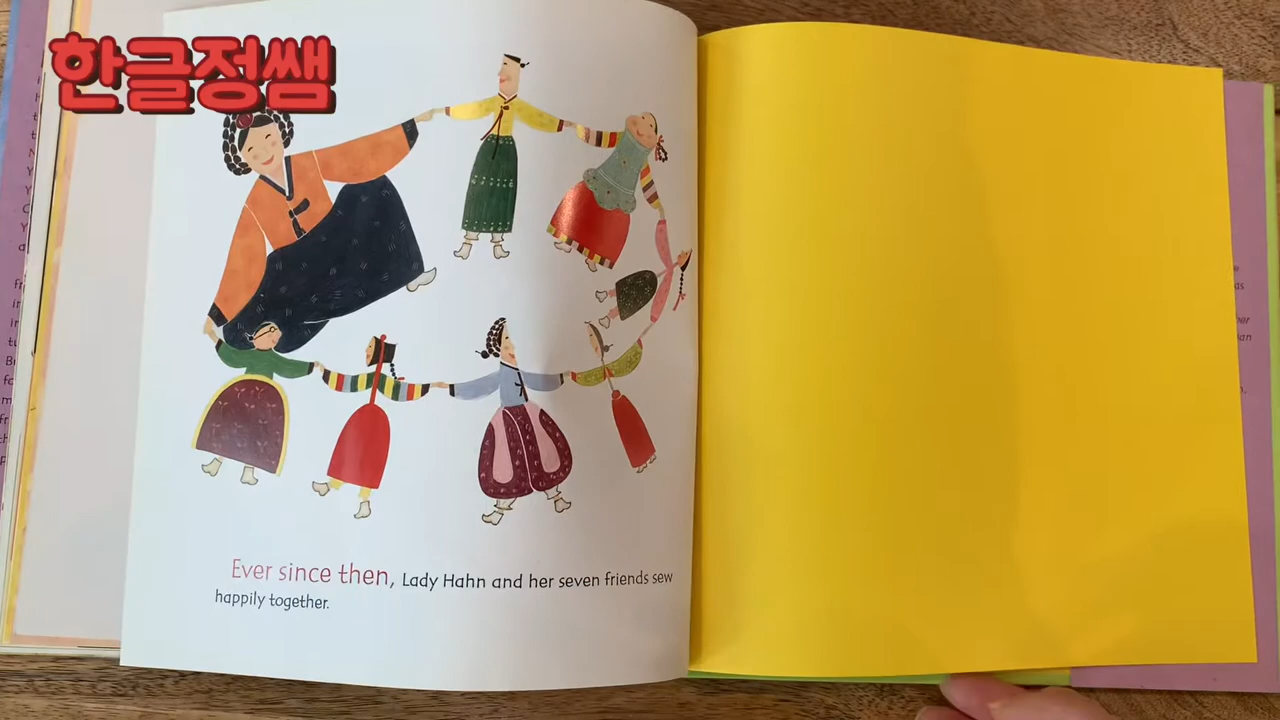 한글정쌤
Ever since then, Lady Hahn and her seven friends sew
happily together.